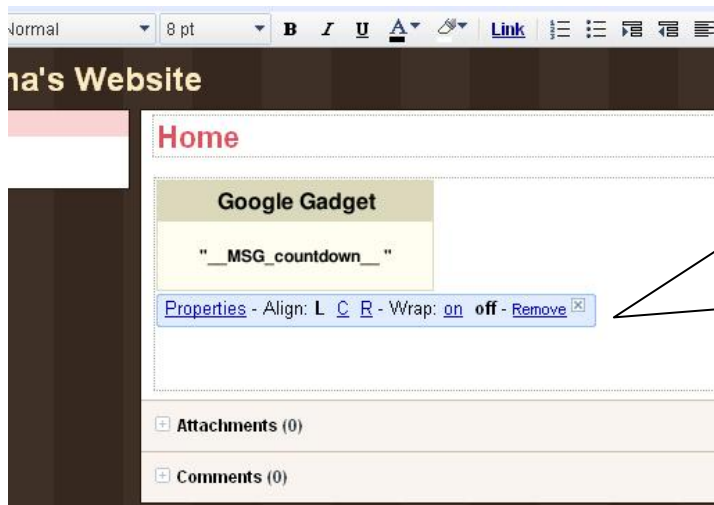 Normal 8 pt B I U A Link
na's Website
Home
Google Gadget
"__MSG_countdown__ "
Properties - Align: L C R - Wrap: on off - Remove
Attachments (0)
Comments (0)